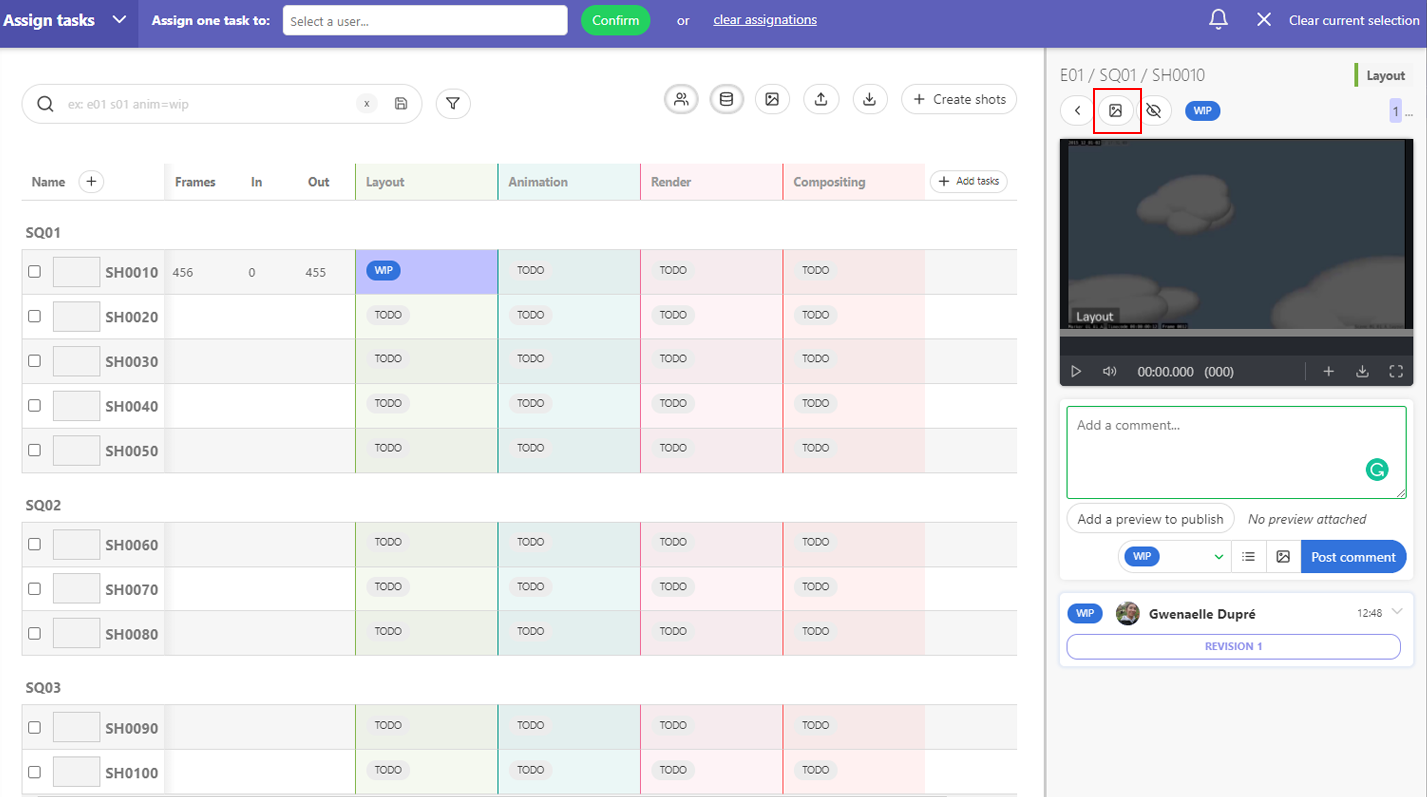 Assign tasks
Assign one task to: Select a user... Confirm or clear assignations
Clear current selection
ex: e01 s01 anim=wip x
Create shots
Name Frames In Out Layout Animation Render Compositing Add tasks
SQ01
SH0010 456 0 455 WIP TODO TODO TODO
SH0020 TODO TODO TODO TODO
SH0030 TODO TODO TODO TODO
SH0040 TODO TODO TODO TODO
SH0050 TODO TODO TODO TODO
SQ02
SH0060 TODO TODO TODO TODO
SH0070 TODO TODO TODO TODO
SH0080 TODO TODO TODO TODO
SQ03
SH0090 TODO TODO TODO TODO
SH0100 TODO TODO TODO TODO
E01 / SQ01 / SH0010 Layout
WIP 1 ...
Layout
00:00.000 (000)
Add a comment...
Add a preview to publish No preview attached
WIP Post comment
WIP Gwenaelle Dupré 12:48
REVISION 1